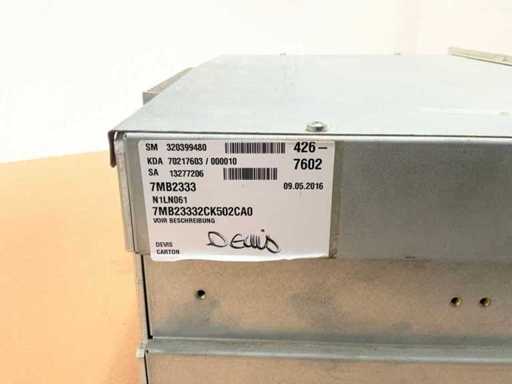 SM 320399480 426-
KDA 70217603 / 000010 7602
SA 13277206
7MB2333 09.05.2016
N1LN061
7MB23332CK502CA0
VOIR BESCHREIBUNG
DEVIS
CARTON